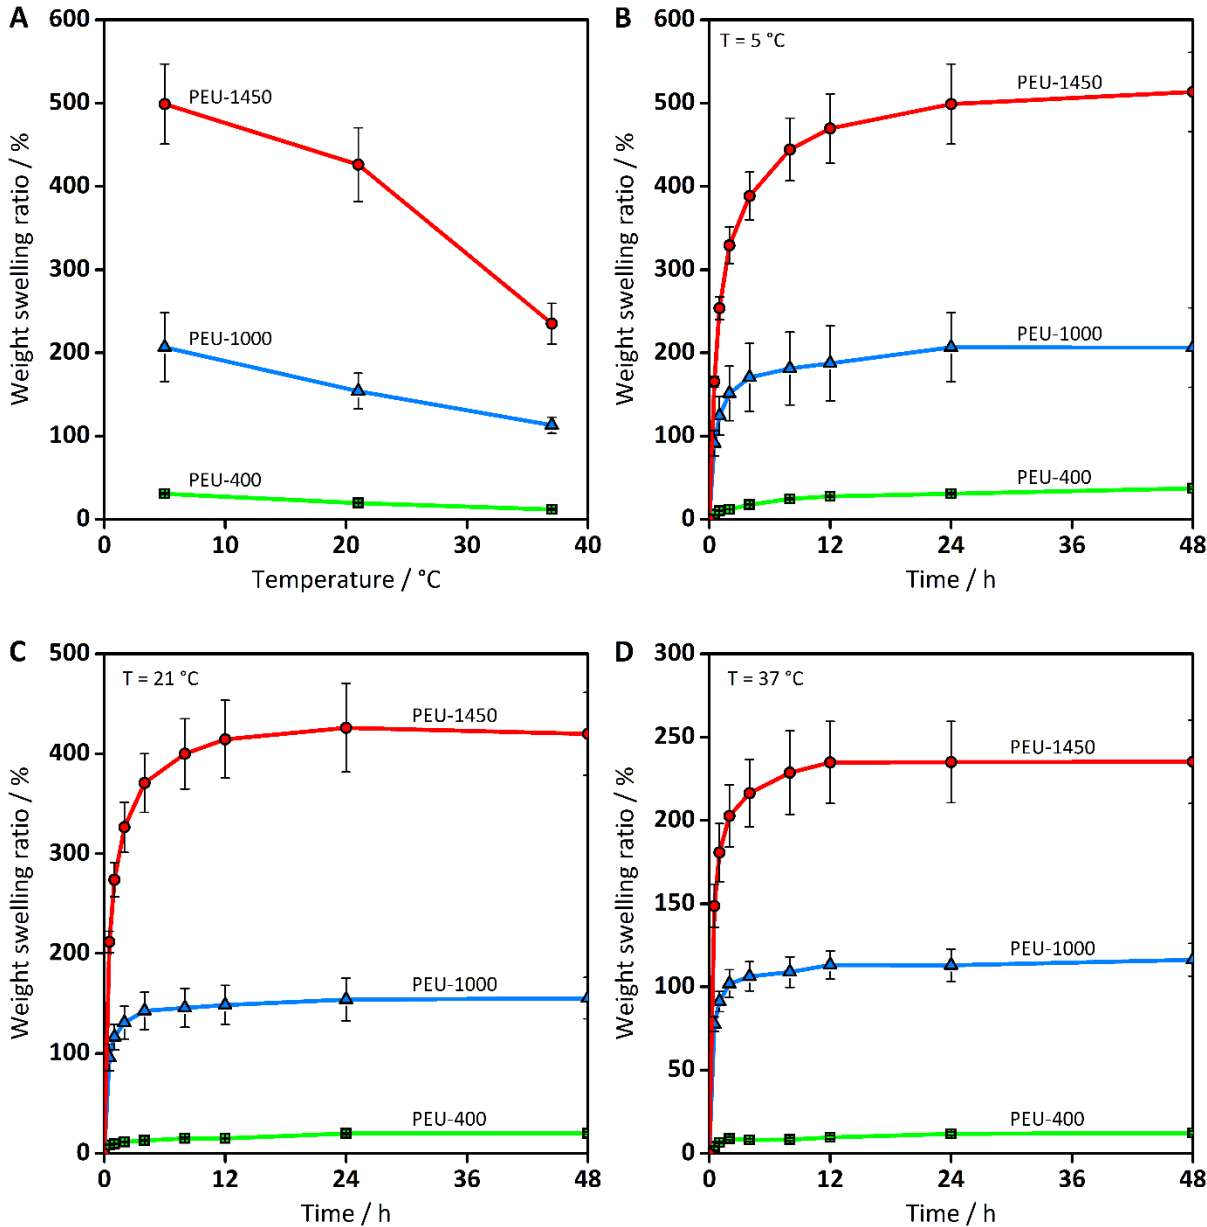 A
600
500
400
300
200
100
0
Weight swelling ratio / %
PEU-1450
PEU-1000
PEU-400
0 12 20 30 40
Temperature / °C
B
T = 5 °C
600
500
400
300
200
100
0
Weight swelling ratio / %
PEU-1450
PEU-1000
PEU-400
0 12 24 36 48
Time / h
C
T = 21 °C
500
400
300
200
100
0
Weight swelling ratio / %
PEU-1450
PEU-1000
PEU-400
0 12 24 36 48
Time / h
D
T = 37 °C
300
250
200
150
100
50
0
Weight swelling ratio / %
PEU-1450
PEU-1000
PEU-400
0 12 24 36 48
Time / h